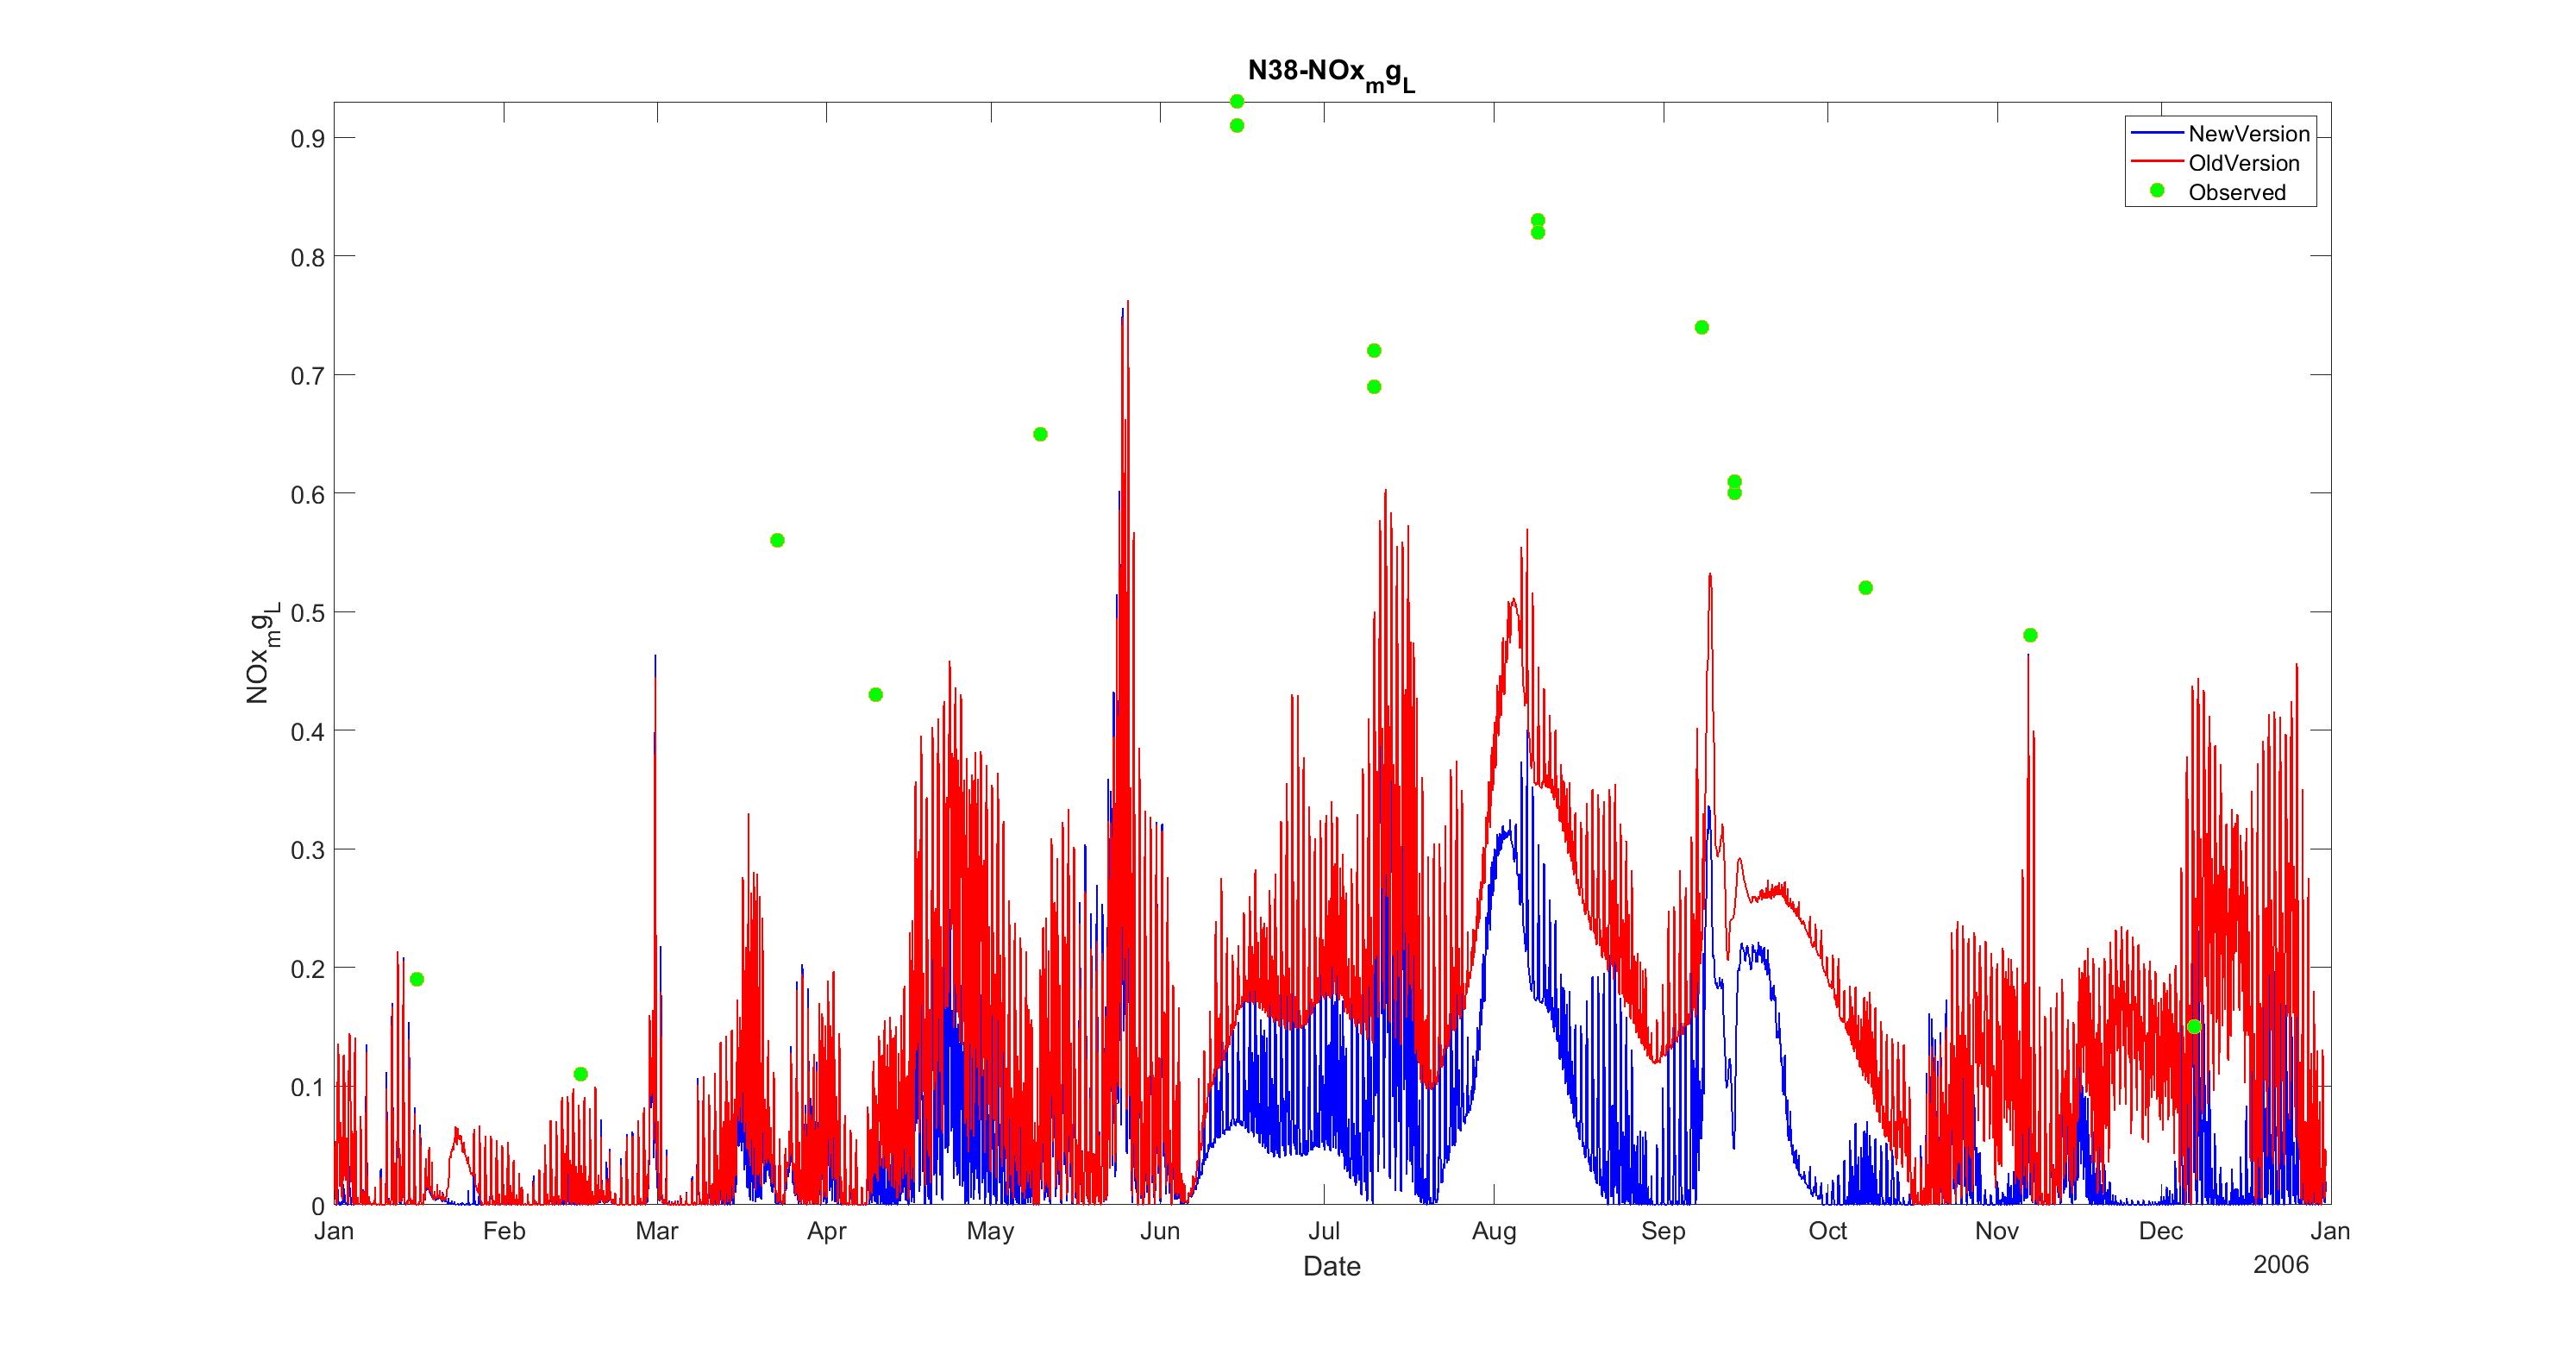 N38-NOxmgL
0.9
0.8
0.7
0.6
0.5
0.4
0.3
0.2
0.1
0
NOxmgL
Jan Feb Mar Apr May Jun Jul Aug Sep Oct Nov Dec Jan
2006
Date
NewVersion
OldVersion
Observed